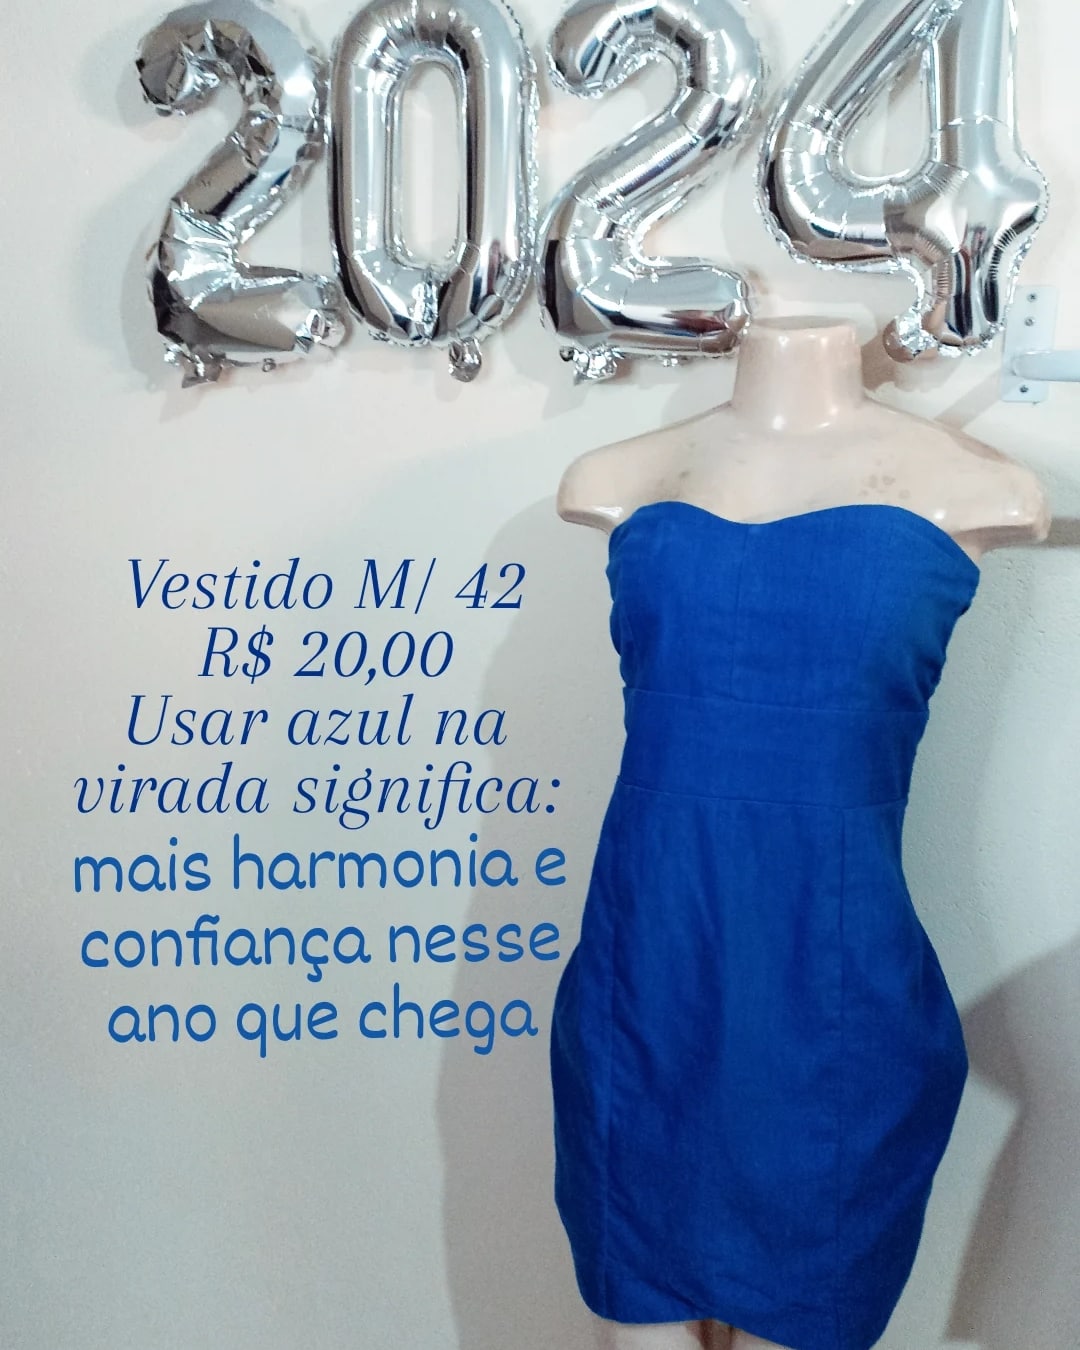 2024
Vestido M/ 42
R$ 20,00
Usar azul na
virada significa:
mais harmonia e
confiança nesse
ano que chega